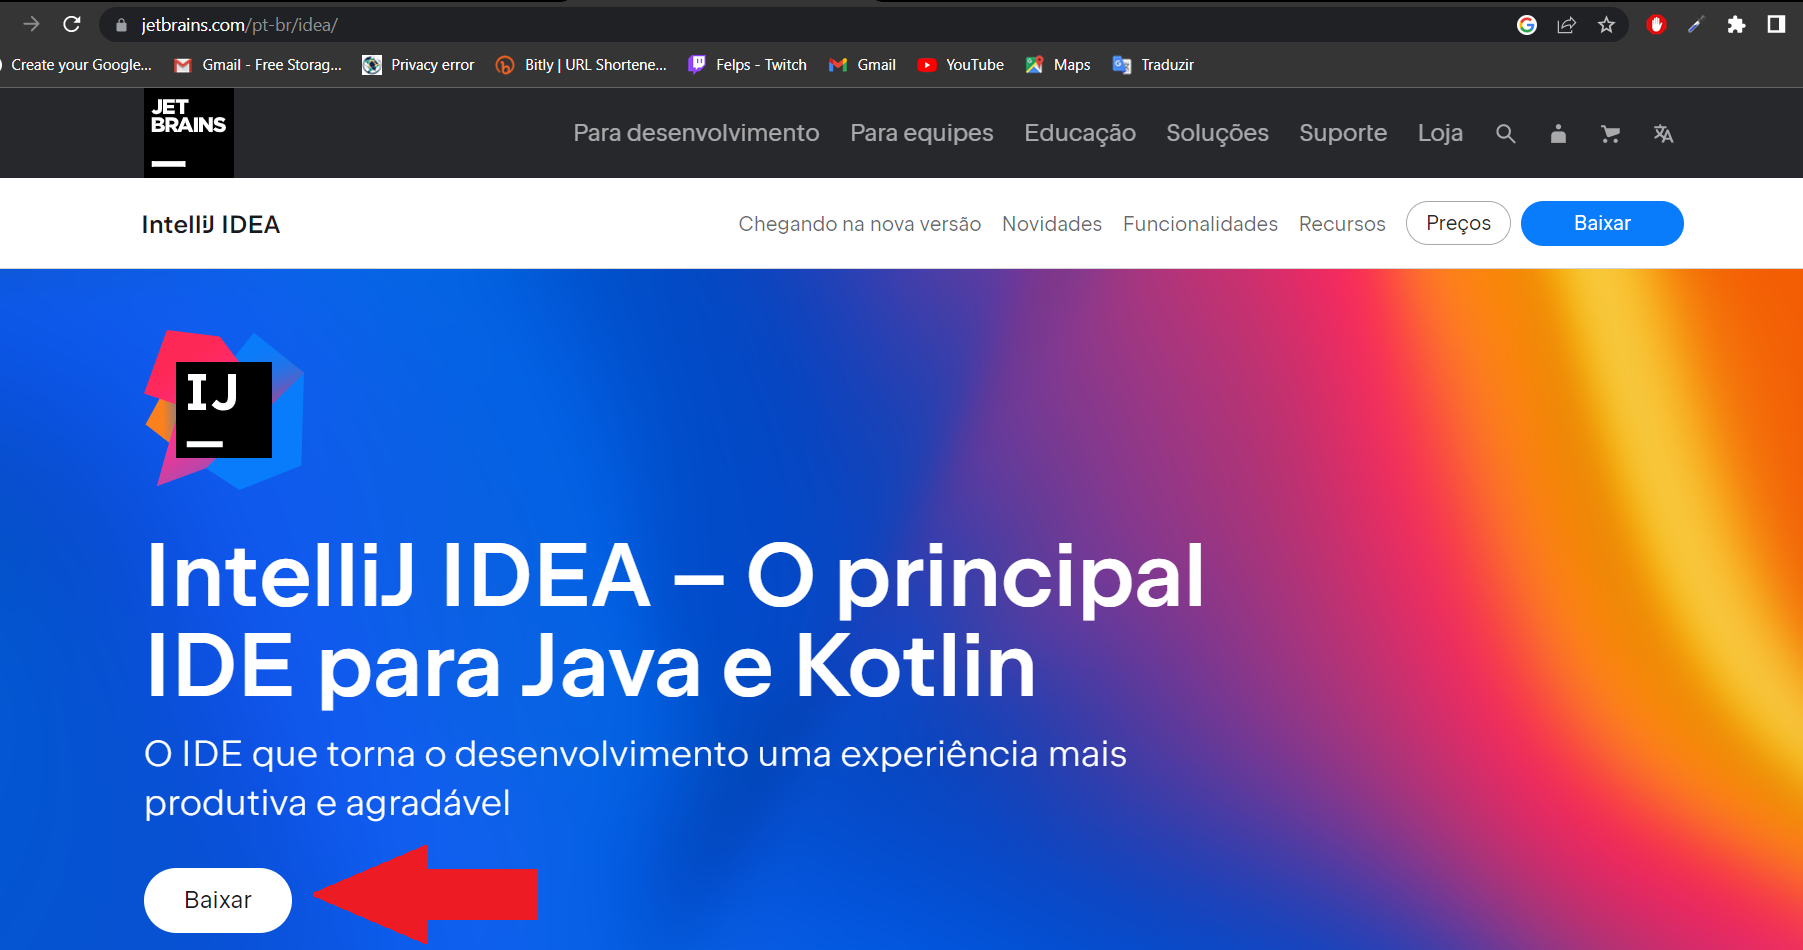 jetbrains.com/pt-br/idea/
Create your Google... Gmail - Free Storag... Privacy error Bitly | URL Shortene... Felps - Twitch Gmail YouTube Maps Traduzir
JET
BRAINS
Para desenvolvimento Para equipes Educação Soluções Suporte Loja
IntelliJ IDEA Chegando na nova versão Novidades Funcionalidades Recursos Preços Baixar
IJ
IntelliJ IDEA – O principal
IDE para Java e Kotlin
O IDE que torna o desenvolvimento uma experiência mais
produtiva e agradável
Baixar